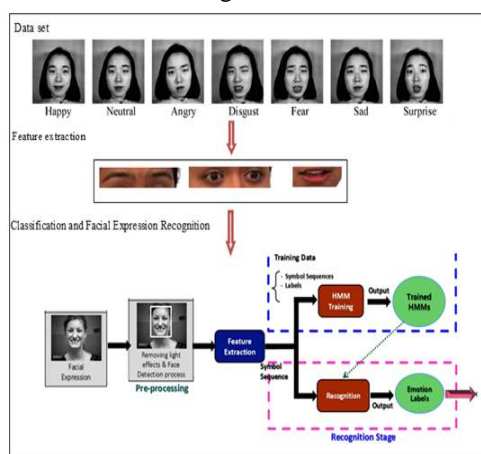 Data set
Happy Neutral Angry Disgust Fear Sad Surprise
Feature extraction
Classification and Facial Expression Recognition
Training Data
- Symbol Sequences
- Labels
HMM
Training
Output
Trained
HMMs
Facial
Expression
Removing light
effects & Face
Detection process
Pre-processing
Feature
Extraction
Symbol
Sequence
Recognition
Output
Emotion
Labels
Recognition Stage